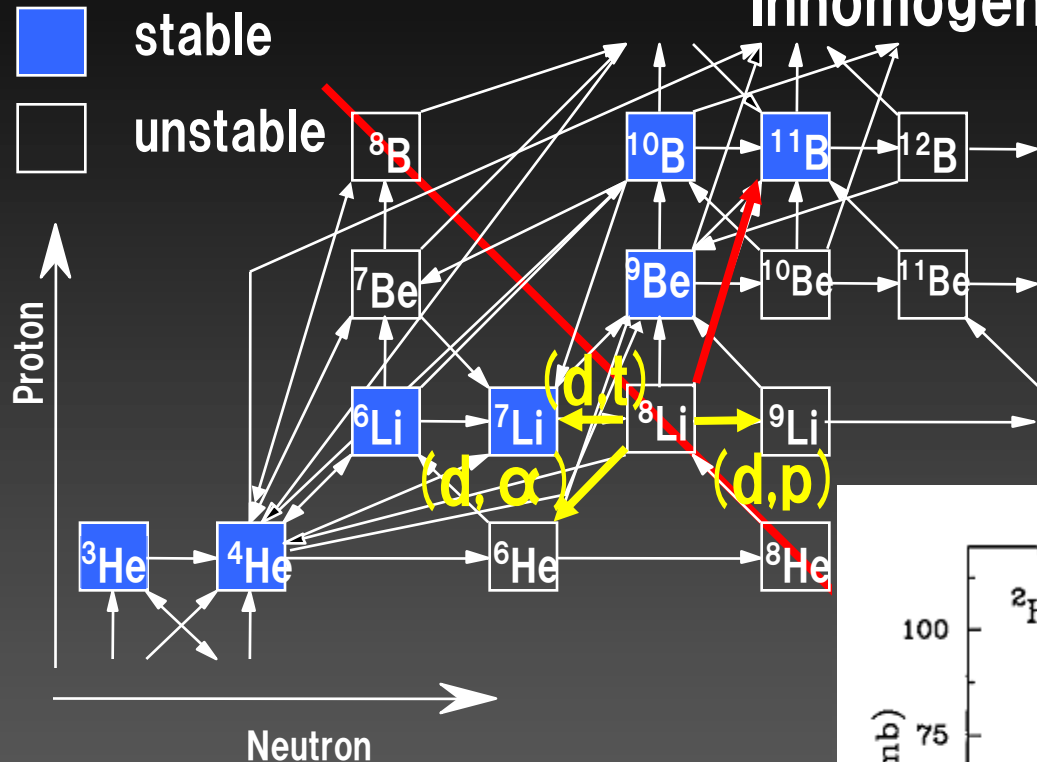 stable
unstable
⁸B
¹⁰B
¹¹B
¹²B
⁷Be
⁹Be
¹⁰Be
¹¹Be
(d,t)
⁶Li
⁷Li
⁸Li
⁹Li
(d,α)
(d,p)
³He
⁴He
⁶He
⁸He
Proton
Neutron
100
75